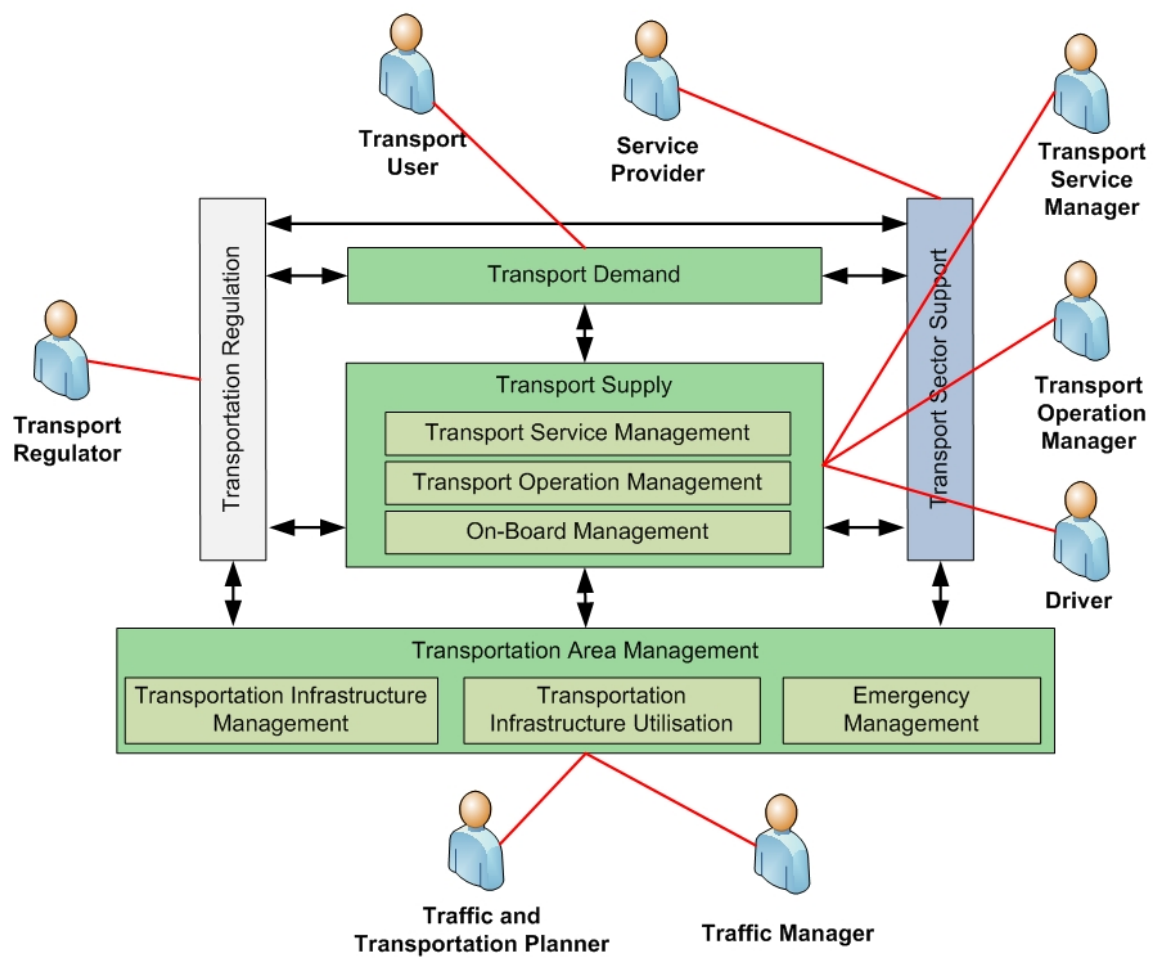 Transport
User
Service
Provider
Transport
Service
Manager
Transportation Regulation
Transport Demand
Transport Sector Support
Transport
Regulator
Transport Supply
Transport Service Management
Transport Operation Management
On-Board Management
Transport
Operation
Manager
Driver
Transportation Area Management
Transportation Infrastructure
Management
Transportation
Infrastructure Utilisation
Emergency
Management
Traffic and
Transportation Planner
Traffic Manager